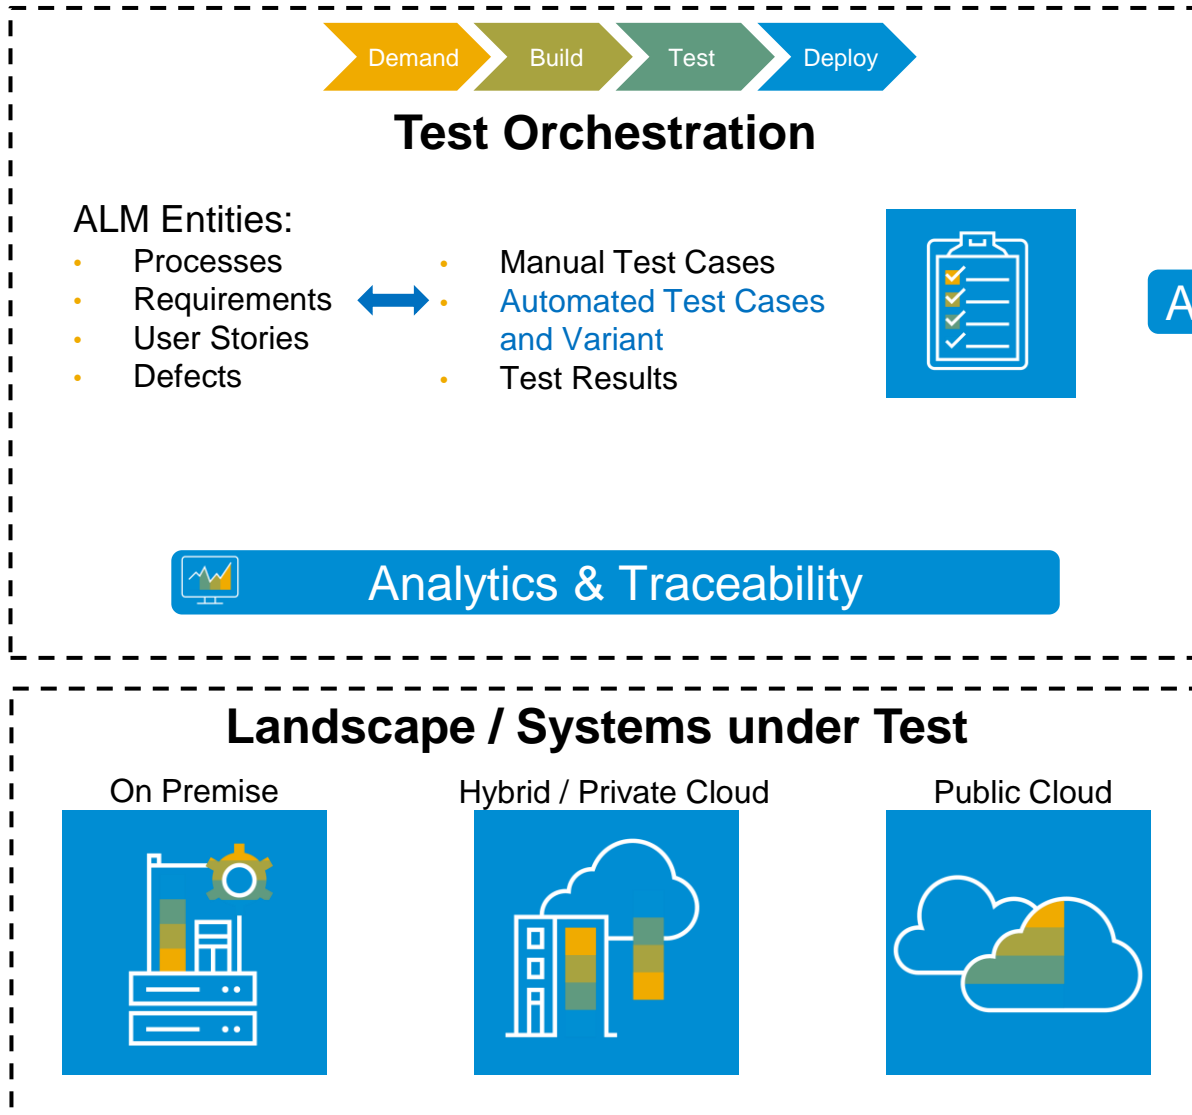 Demand Build Test Deploy
Test Orchestration
ALM Entities:
• Processes
• Requirements
• User Stories
• Defects
• Manual Test Cases
• Automated Test Cases
and Variant
• Test Results
A
Analytics & Traceability
Landscape / Systems under Test
On Premise
Hybrid / Private Cloud
Public Cloud